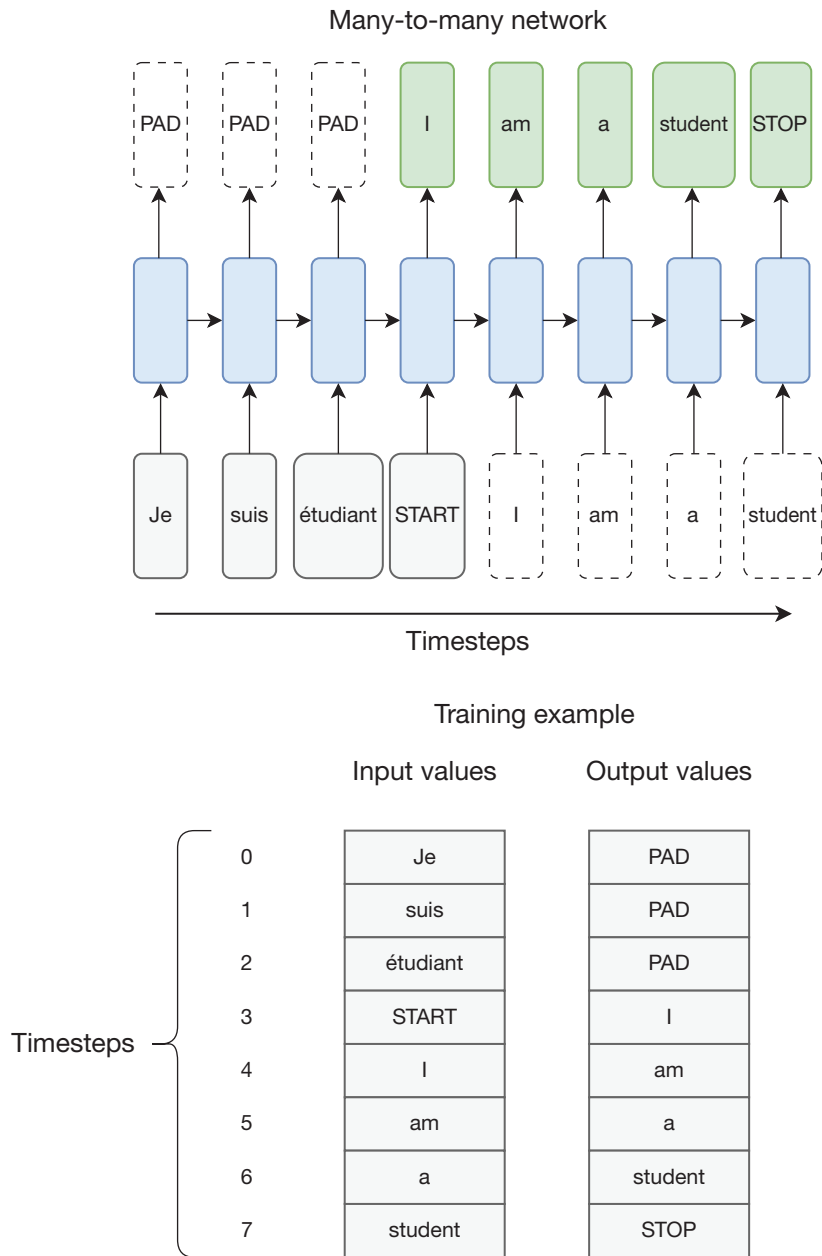 Many-to-many network
PAD PAD PAD I am a student STOP
Je suis étudiant START I am a student
Timesteps
Training example
Input values Output values
0 Je PAD
1 suis PAD
2 étudiant PAD
3 START I
Timesteps
4 I am
5 am a
6 a student
7 student STOP